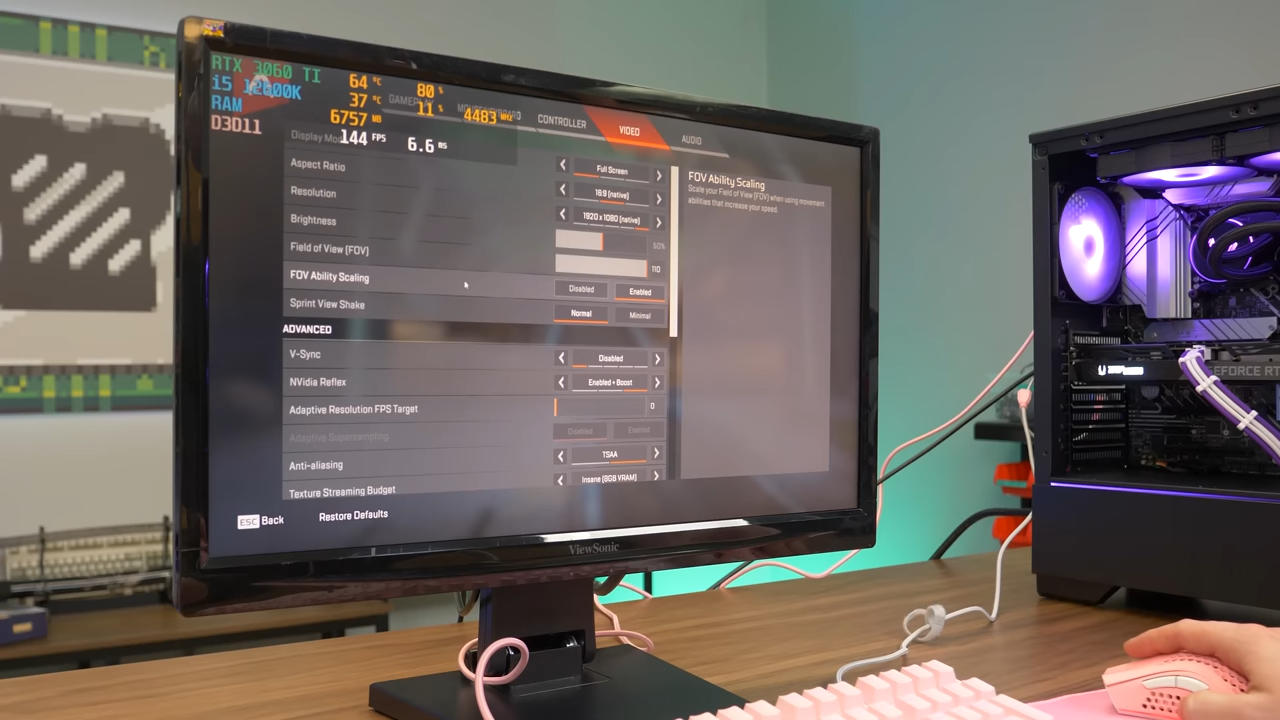 RTX 3060 TI 64 °C 80 %
i5 12600K 37 °C 11 % 4483 MHz
RAM 6757 MB
D3D11 144 FPS 6.6 ms
CONTROLLER
VIDEO
AUDIO
Aspect Ratio
Full Screen
Resolution
16:9 (native)
Brightness
1920 x 1080 (native)
Field of View (FOV)
50%
110
FOV Ability Scaling
Disabled Enabled
Sprint View Shake
Normal Minimal
ADVANCED
V-Sync
Disabled
NVidia Reflex
Enabled + Boost
Adaptive Resolution FPS Target
0
Adaptive Supersampling
Disabled Enabled
Anti-aliasing
TSAA
Texture Streaming Budget
Insane (8GB VRAM)
FOV Ability Scaling
Scale your Field of View (FOV) when using movement
abilities that increase your speed.
ESC Back
Restore Defaults
ViewSonic
GEFORCE RT